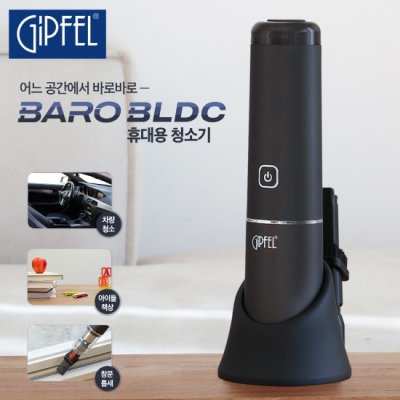 GiPFEL®
어느 공간에서 바로바로 –
BARO BLDC
휴대용 청소기
차량
청소
아이들
책상
창문
틈새
GiPFEL®
A
B